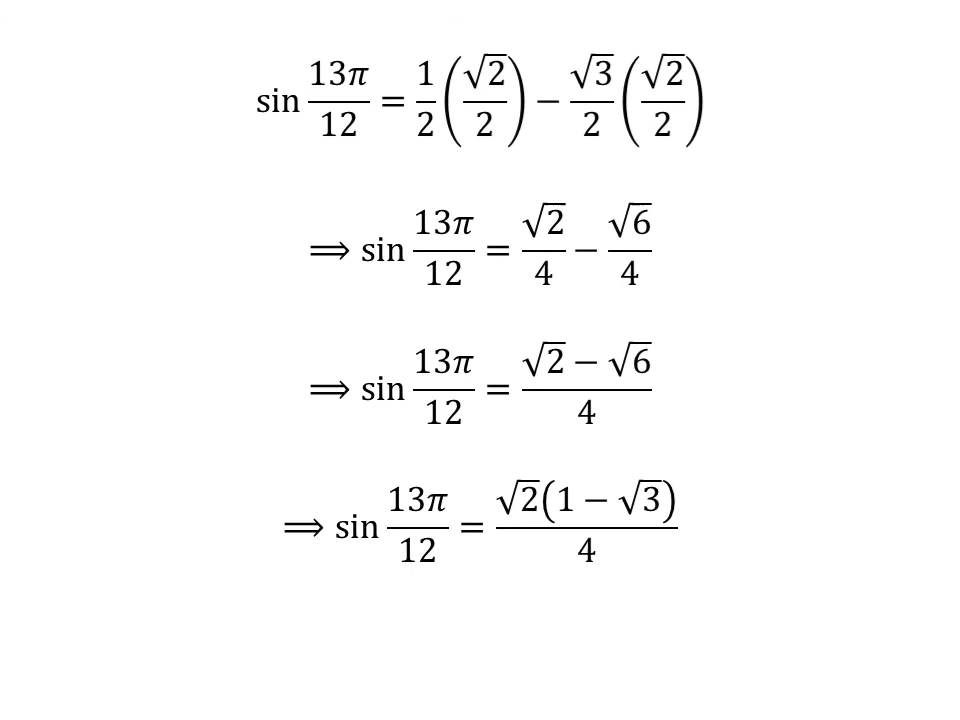 sin 13π/12 = 1/2 (√2/2) − √3/2 (√2/2)
⟹ sin 13π/12 = √2/4 − √6/4
⟹ sin 13π/12 = (√2 − √6)/4
⟹ sin 13π/12 = √2(1 − √3)/4